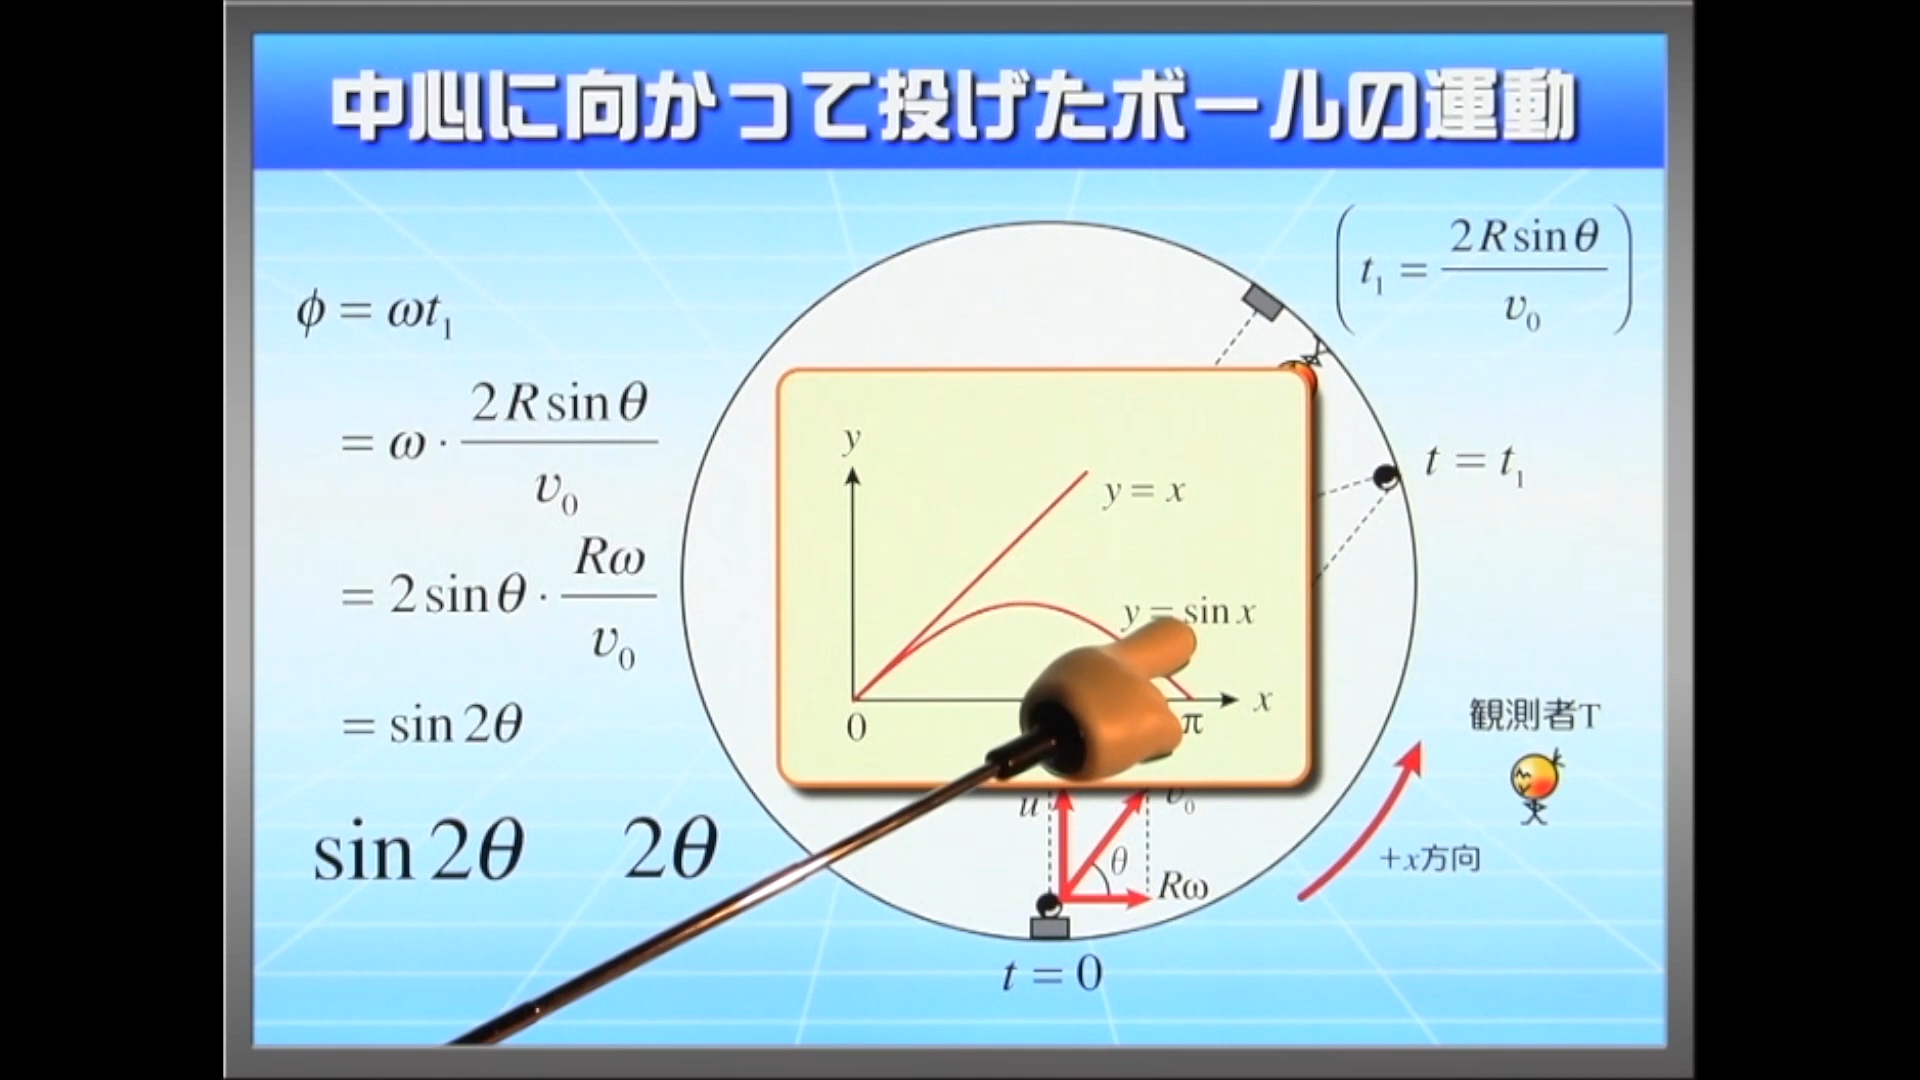 中心に向かって投げたボールの運動
φ = ωt₁
= ω · 2R sin θ / v₀
= 2 sin θ · Rω / v₀
= sin 2θ
sin 2θ 2θ
( t₁ = 2R sin θ / v₀ )
t = t₁
y
y = x
y = sin x
x
0
π
u
v₀
θ
Rω
t = 0
観測者T
+x方向